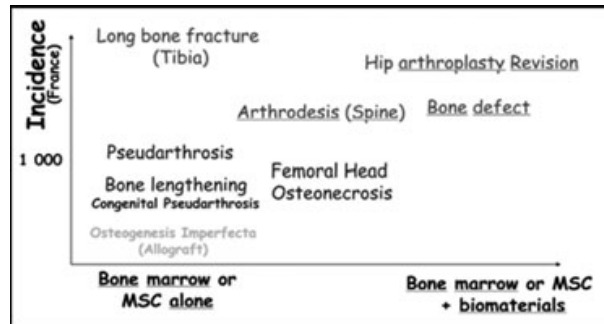 Incidence
(France)
Long bone fracture
(Tibia)
Hip arthroplasty Revision
Arthrodesis (Spine)
Bone defect
1 000
Pseudarthrosis
Femoral Head
Osteonecrosis
Bone lengthening
Congenital Pseudarthrosis
Osteogenesis Imperfecta
(Allograft)
Bone marrow or
MSC alone
Bone marrow or MSC
+ biomaterials